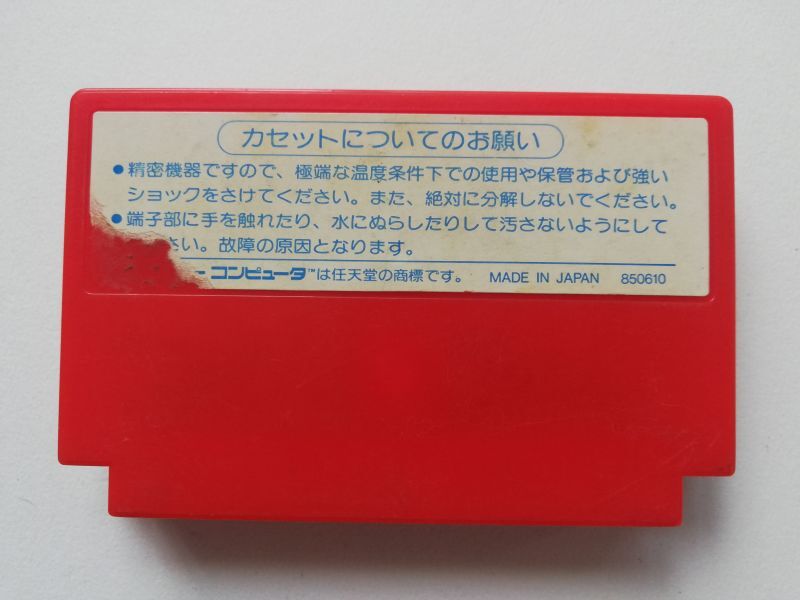 カセットについてのお願い
●精密機器ですので、極端な温度条件下での使用や保管および強い
ショックをさけてください。また、絶対に分解しないでください。
●端子部に手を触れたり、水にぬらしたりして汚さないようにして
さい。故障の原因となります。
ー コンピュータ™は任天堂の商標です。 MADE IN JAPAN 850610